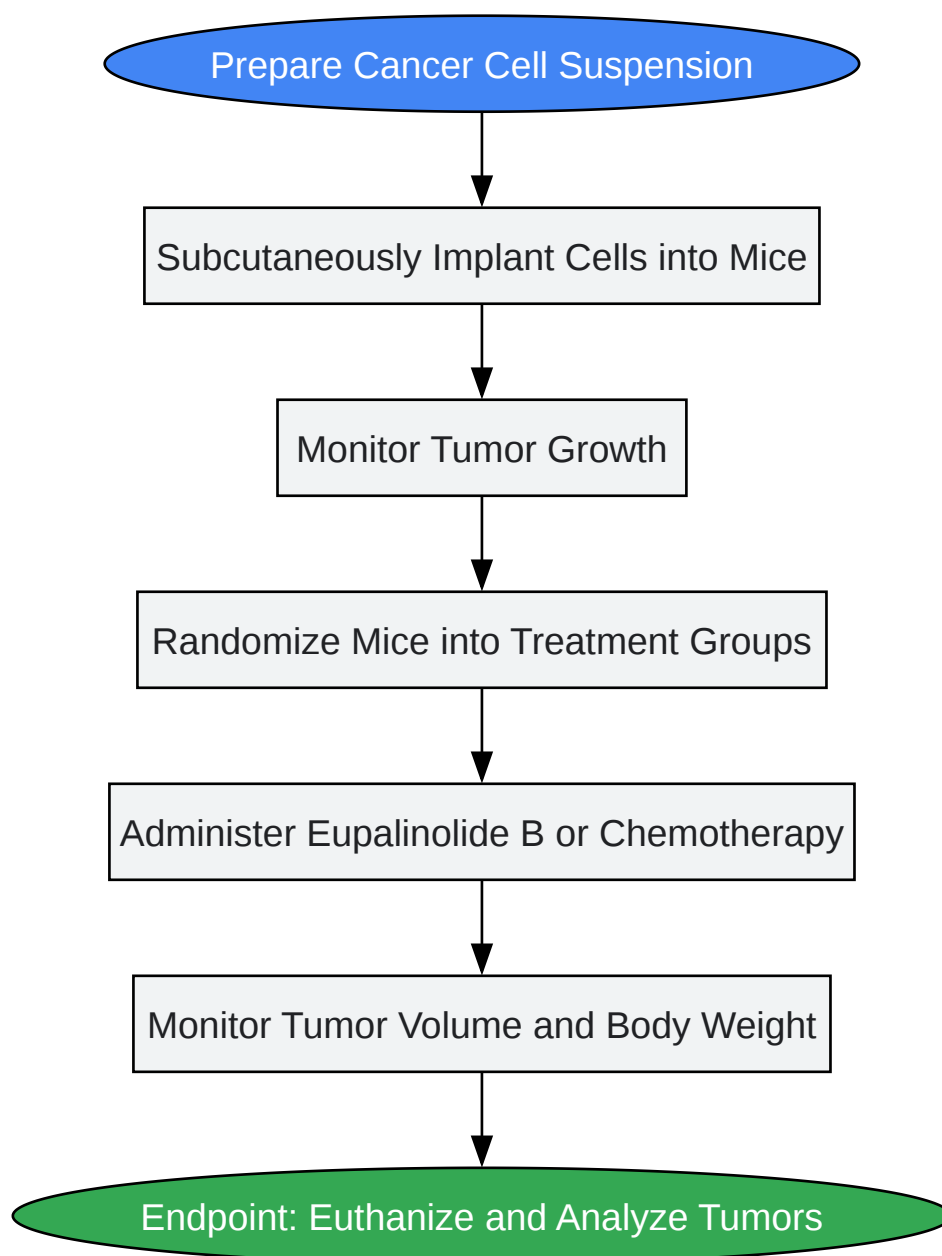 Prepare Cancer Cell Suspension
Subcutaneously Implant Cells into Mice
Monitor Tumor Growth
Randomize Mice into Treatment Groups
Administer Eupalinolide B or Chemotherapy
Monitor Tumor Volume and Body Weight
Endpoint: Euthanize and Analyze Tumors